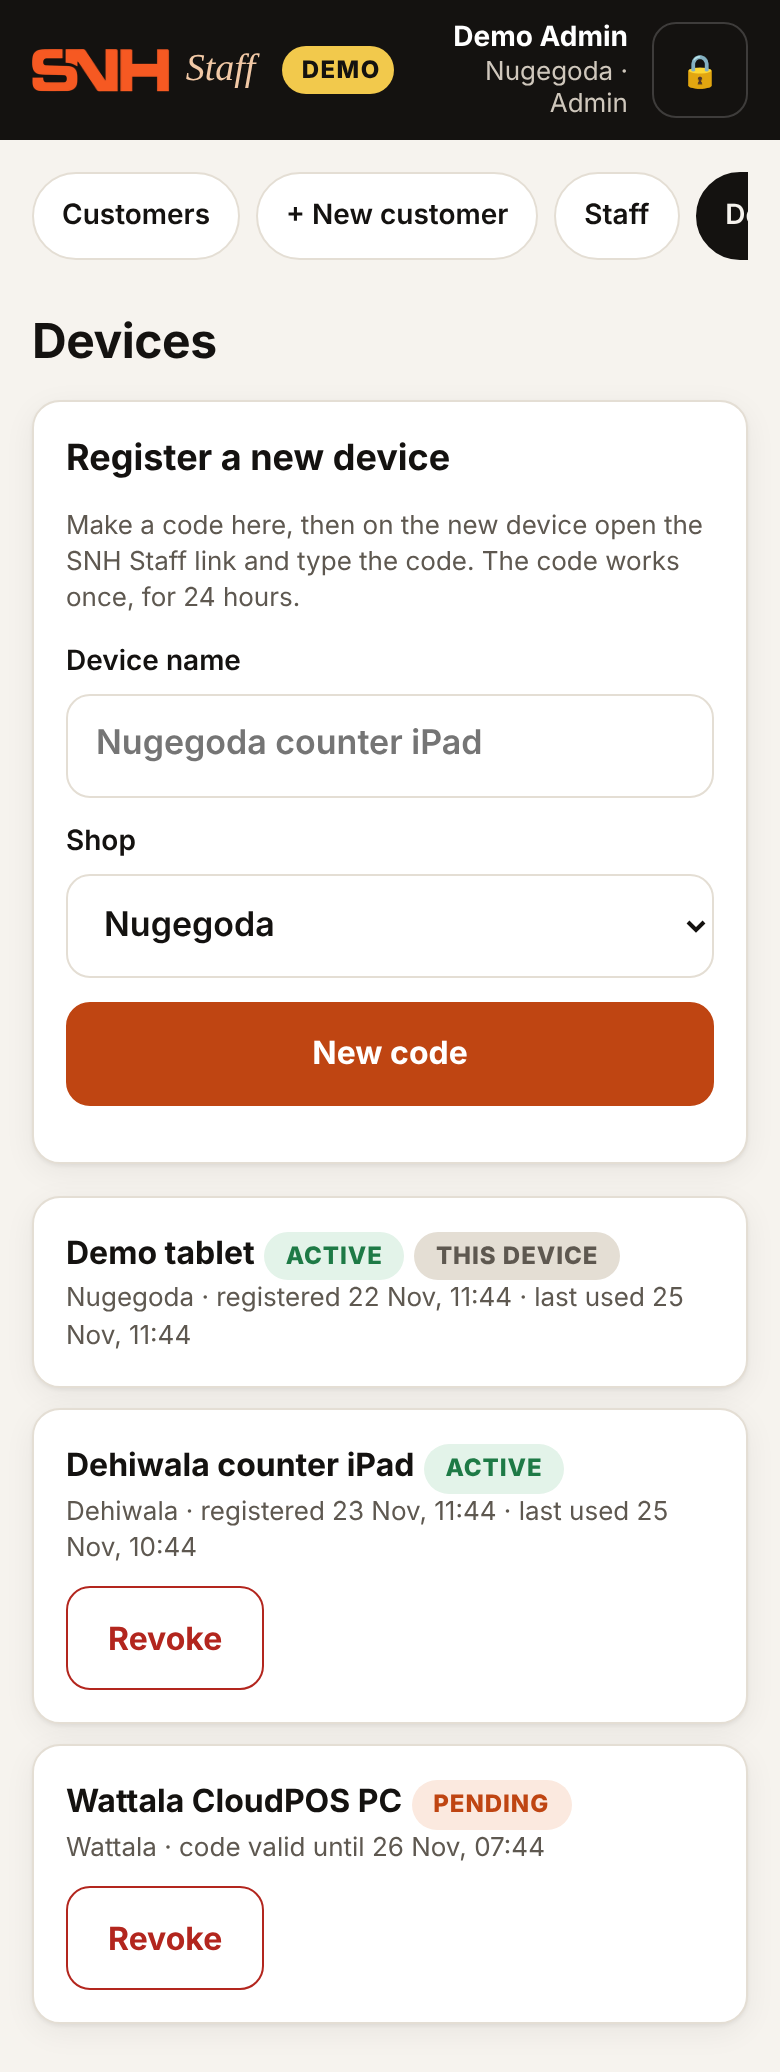 SNH Staff DEMO
Demo Admin
Nugegoda ·
Admin
Customers
+ New customer
Staff
Devices
Register a new device
Make a code here, then on the new device open the
SNH Staff link and type the code. The code works
once, for 24 hours.
Device name
Nugegoda counter iPad
Shop
Nugegoda
New code
Demo tablet ACTIVE THIS DEVICE
Nugegoda · registered 22 Nov, 11:44 · last used 25
Nov, 11:44
Dehiwala counter iPad ACTIVE
Dehiwala · registered 23 Nov, 11:44 · last used 25
Nov, 10:44
Revoke
Wattala CloudPOS PC PENDING
Wattala · code valid until 26 Nov, 07:44
Revoke